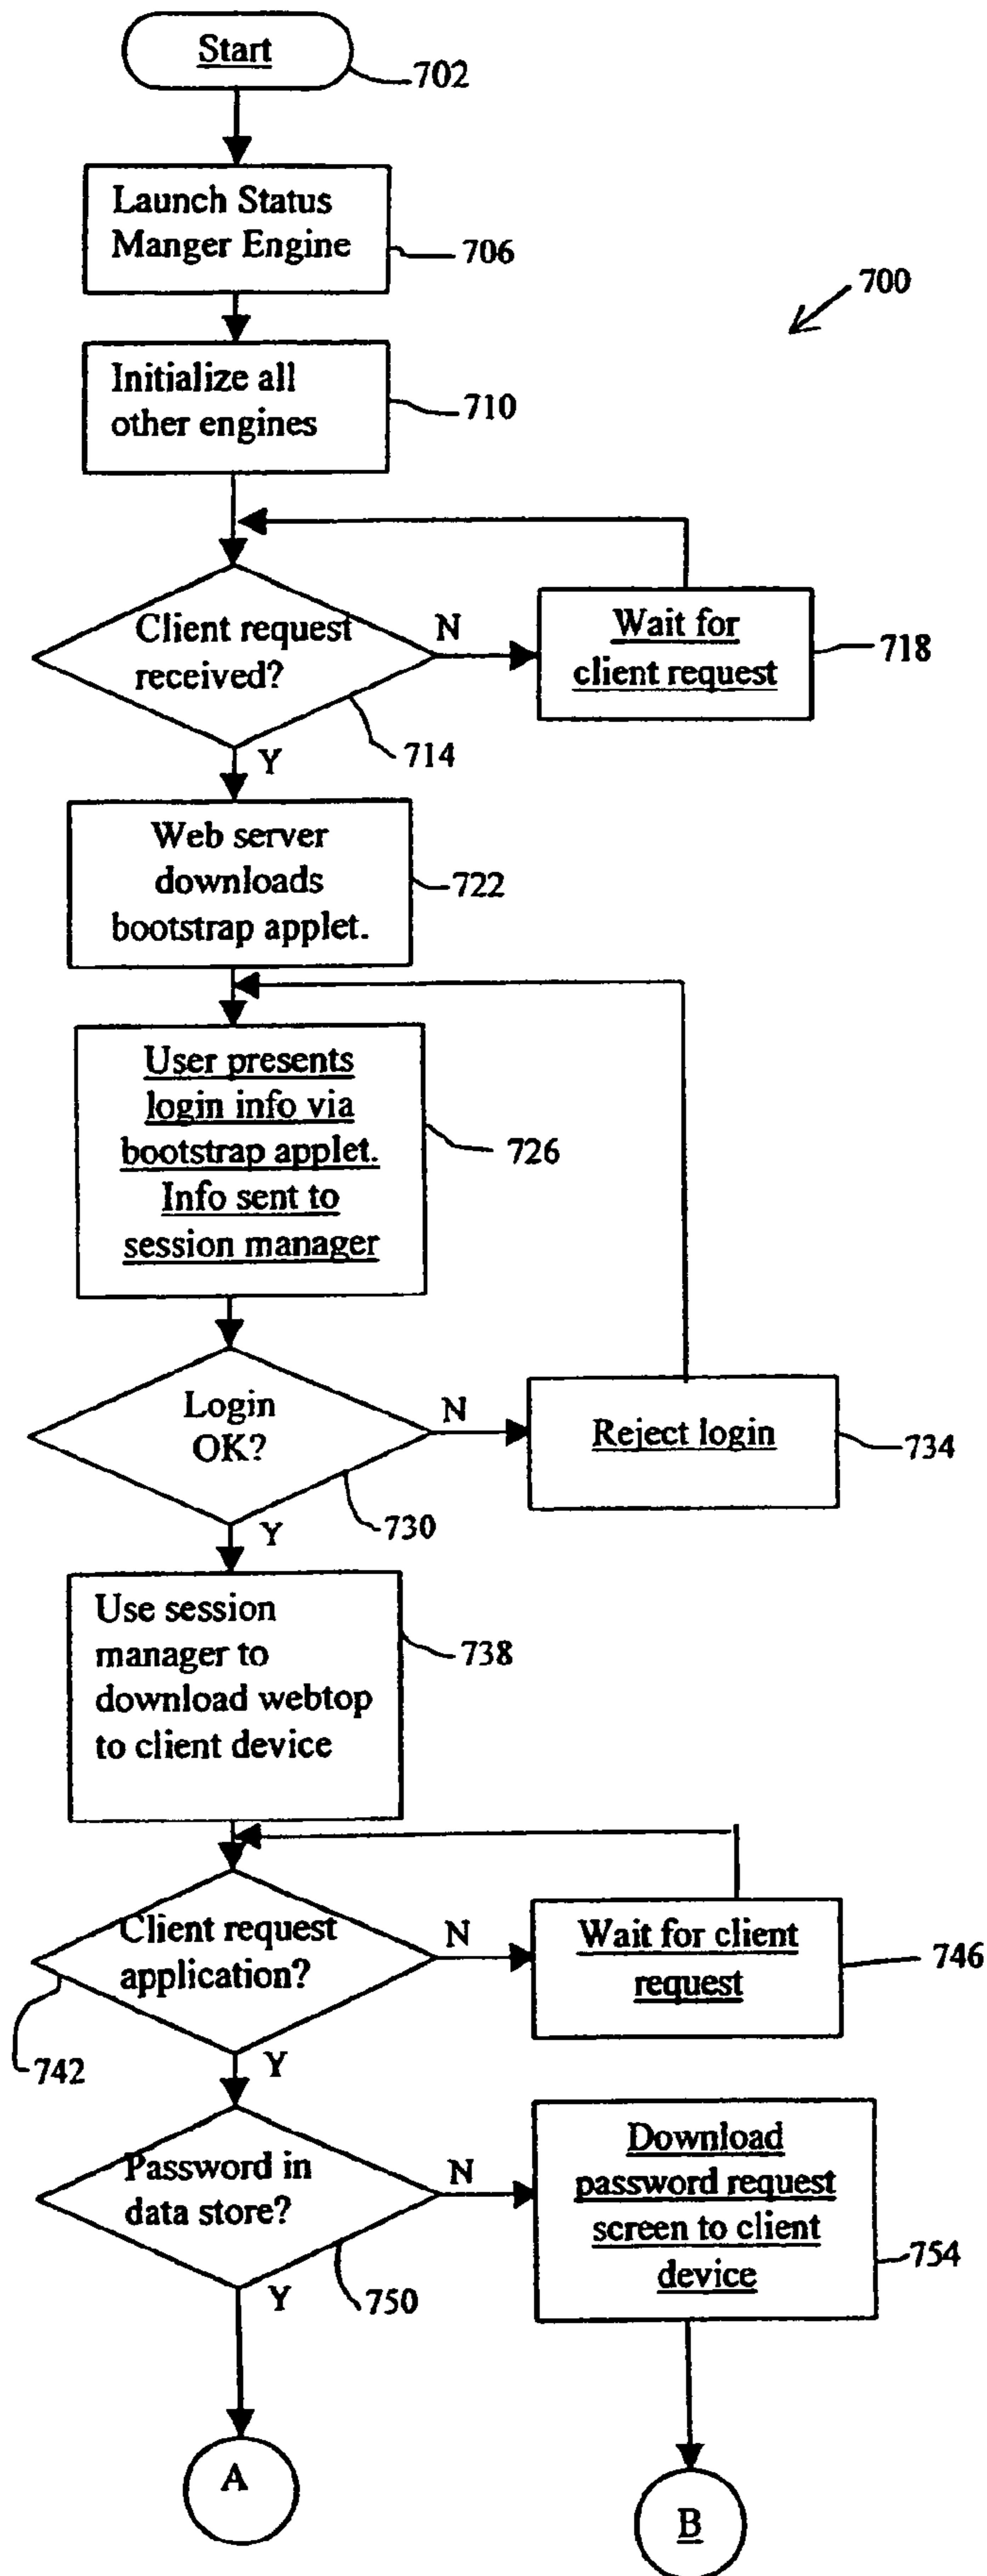 Start
702
Launch Status
Manger Engine
706
700
Initialize all
other engines
710
Client request
received?
N
Wait for
client request
718
714
Y
Web server
downloads
bootstrap applet.
722
User presents
login info via
bootstrap applet.
Info sent to
session manager
726
Login
OK?
N
Reject login
734
730
Y
Use session
manager to
download webtop
to client device
738
Client request
application?
N
Wait for client
request
746
742
Y
Password in
data store?
N
Download
password request
screen to client
device
754
750
Y
A
B